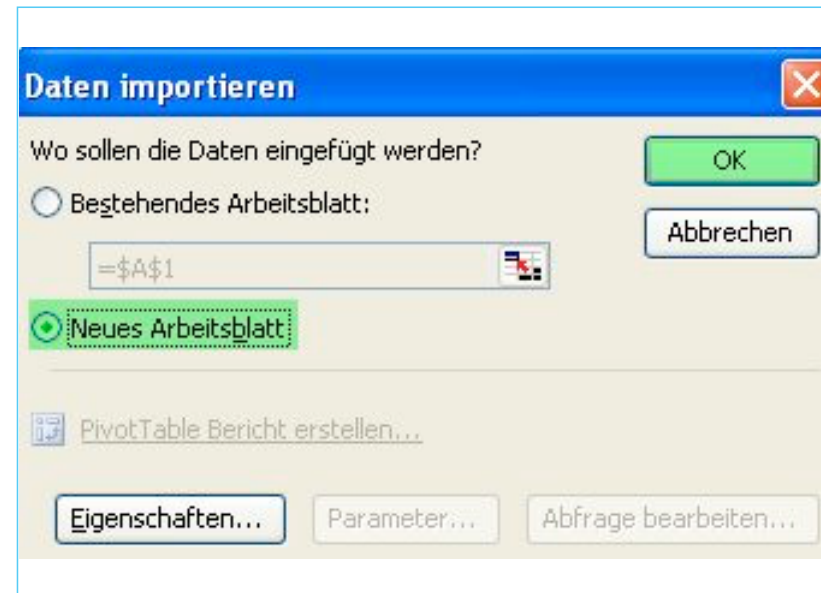 Daten importieren
Wo sollen die Daten eingefügt werden?
OK
Bestehendes Arbeitsblatt:
Abbrechen
=$A$1
Neues Arbeitsblatt
PivotTable Bericht erstellen...
Eigenschaften...
Parameter...
Abfrage bearbeiten...